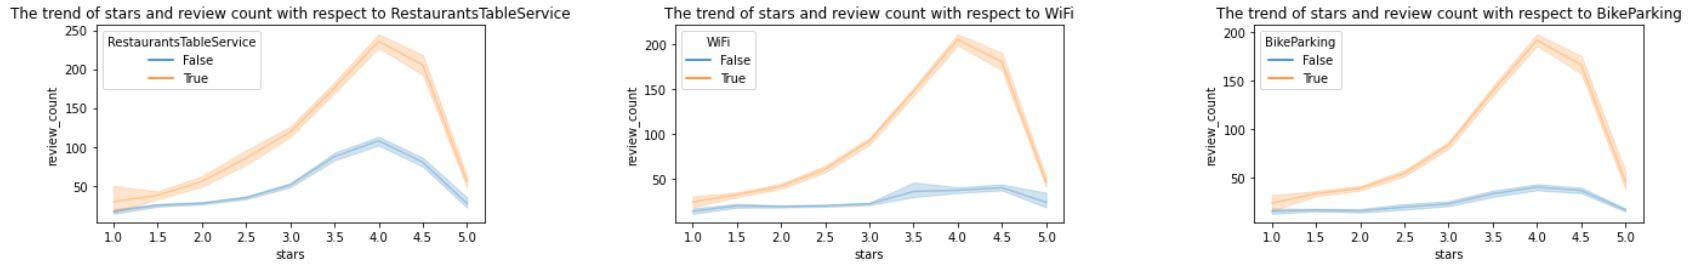 The trend of stars and review count with respect to RestaurantsTableService
250
200
150
100
50
review_count
RestaurantsTableService
False
True
1.0 1.5 2.0 2.5 3.0 3.5 4.0 4.5 5.0
stars
The trend of stars and review count with respect to WiFi
200
150
100
50
review_count
WiFi
False
True
1.0 1.5 2.0 2.5 3.0 3.5 4.0 4.5 5.0
stars
The trend of stars and review count with respect to BikeParking
200
150
100
50
review_count
BikeParking
False
True
1.0 1.5 2.0 2.5 3.0 3.5 4.0 4.5 5.0
stars